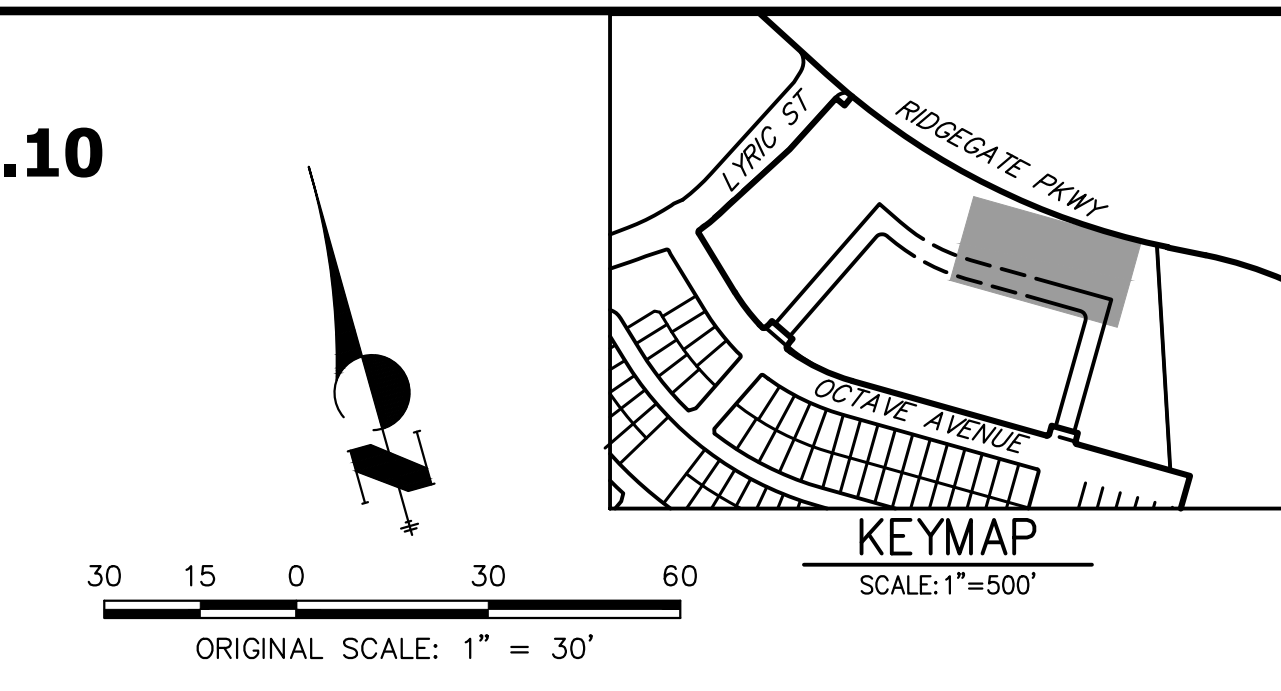 .10
LYRIC ST
RIDGEGATE PKWY
OCTAVE AVENUE
KEYMAP
SCALE: 1"=500'
30 15 0 30 60
ORIGINAL SCALE: 1" = 30'
N